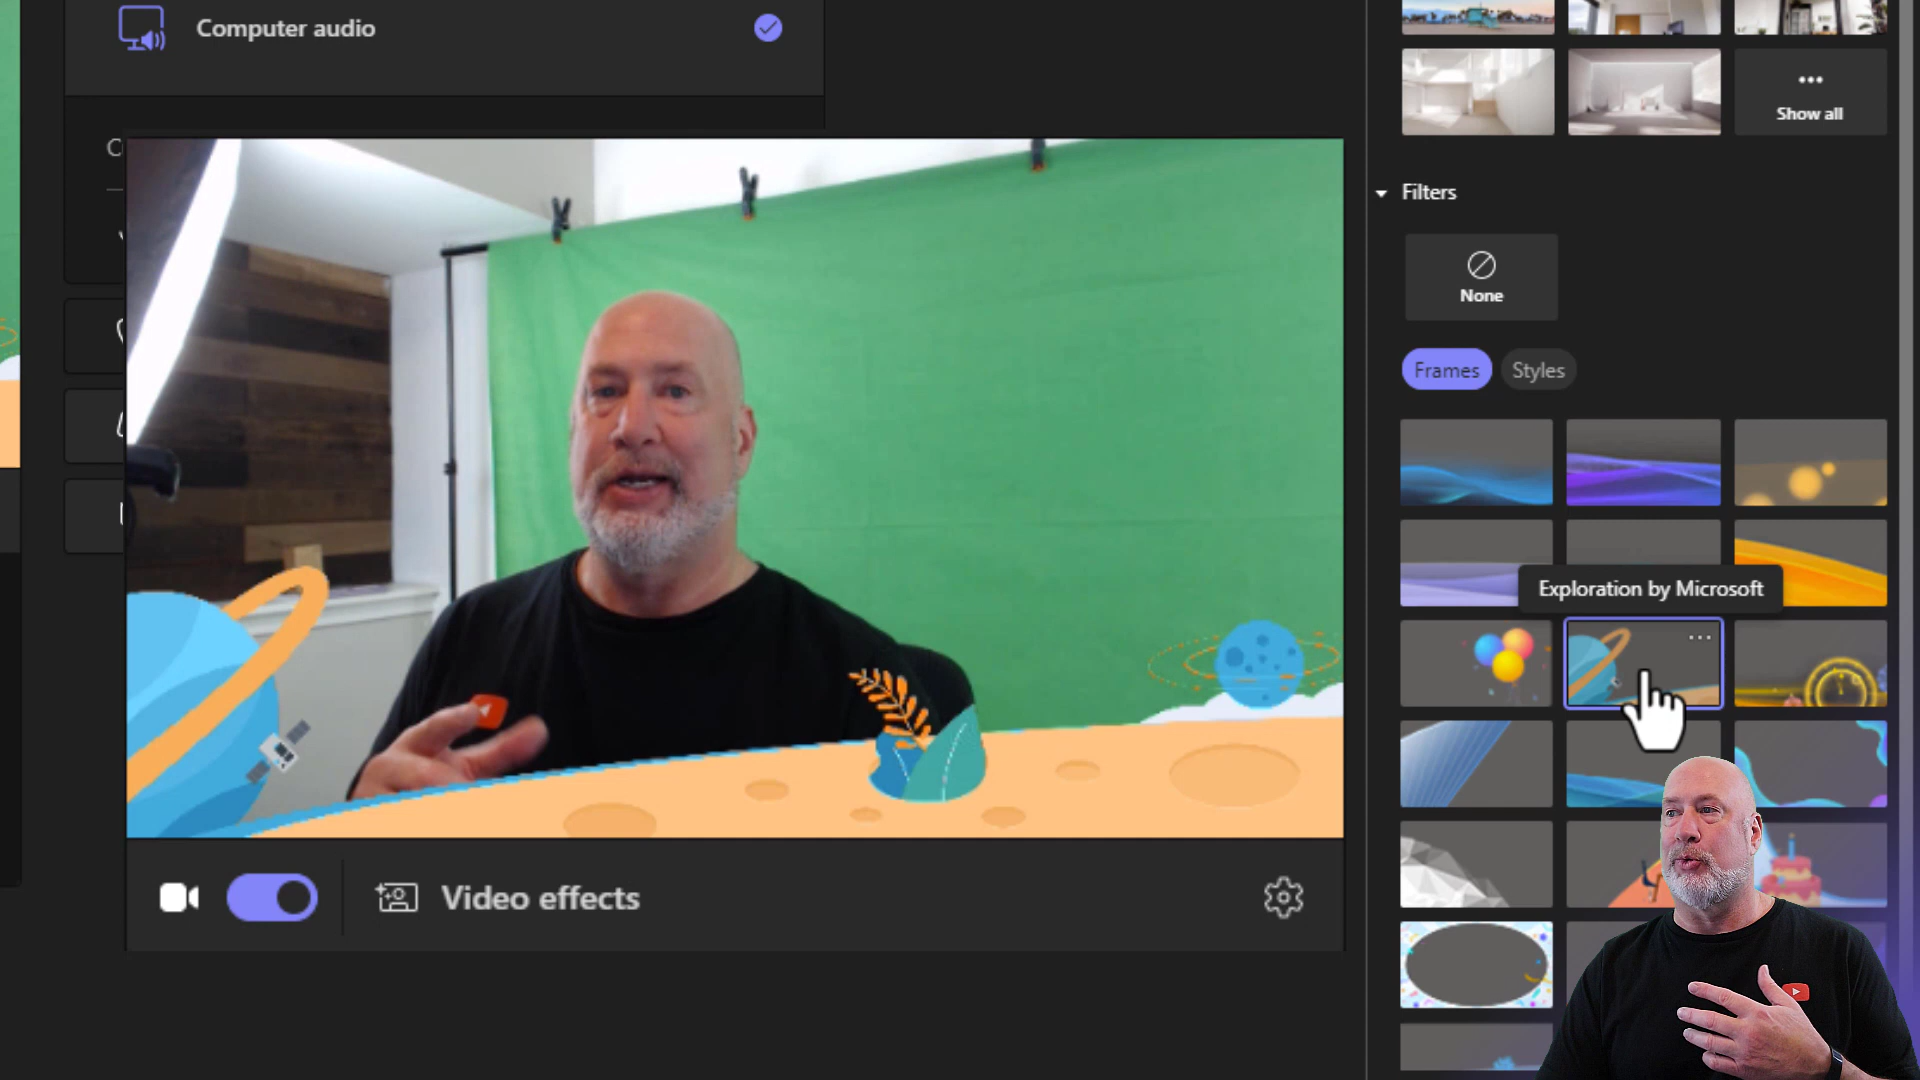 Computer audio
Show all
Filters
None
Frames
Styles
Exploration by Microsoft
Video effects